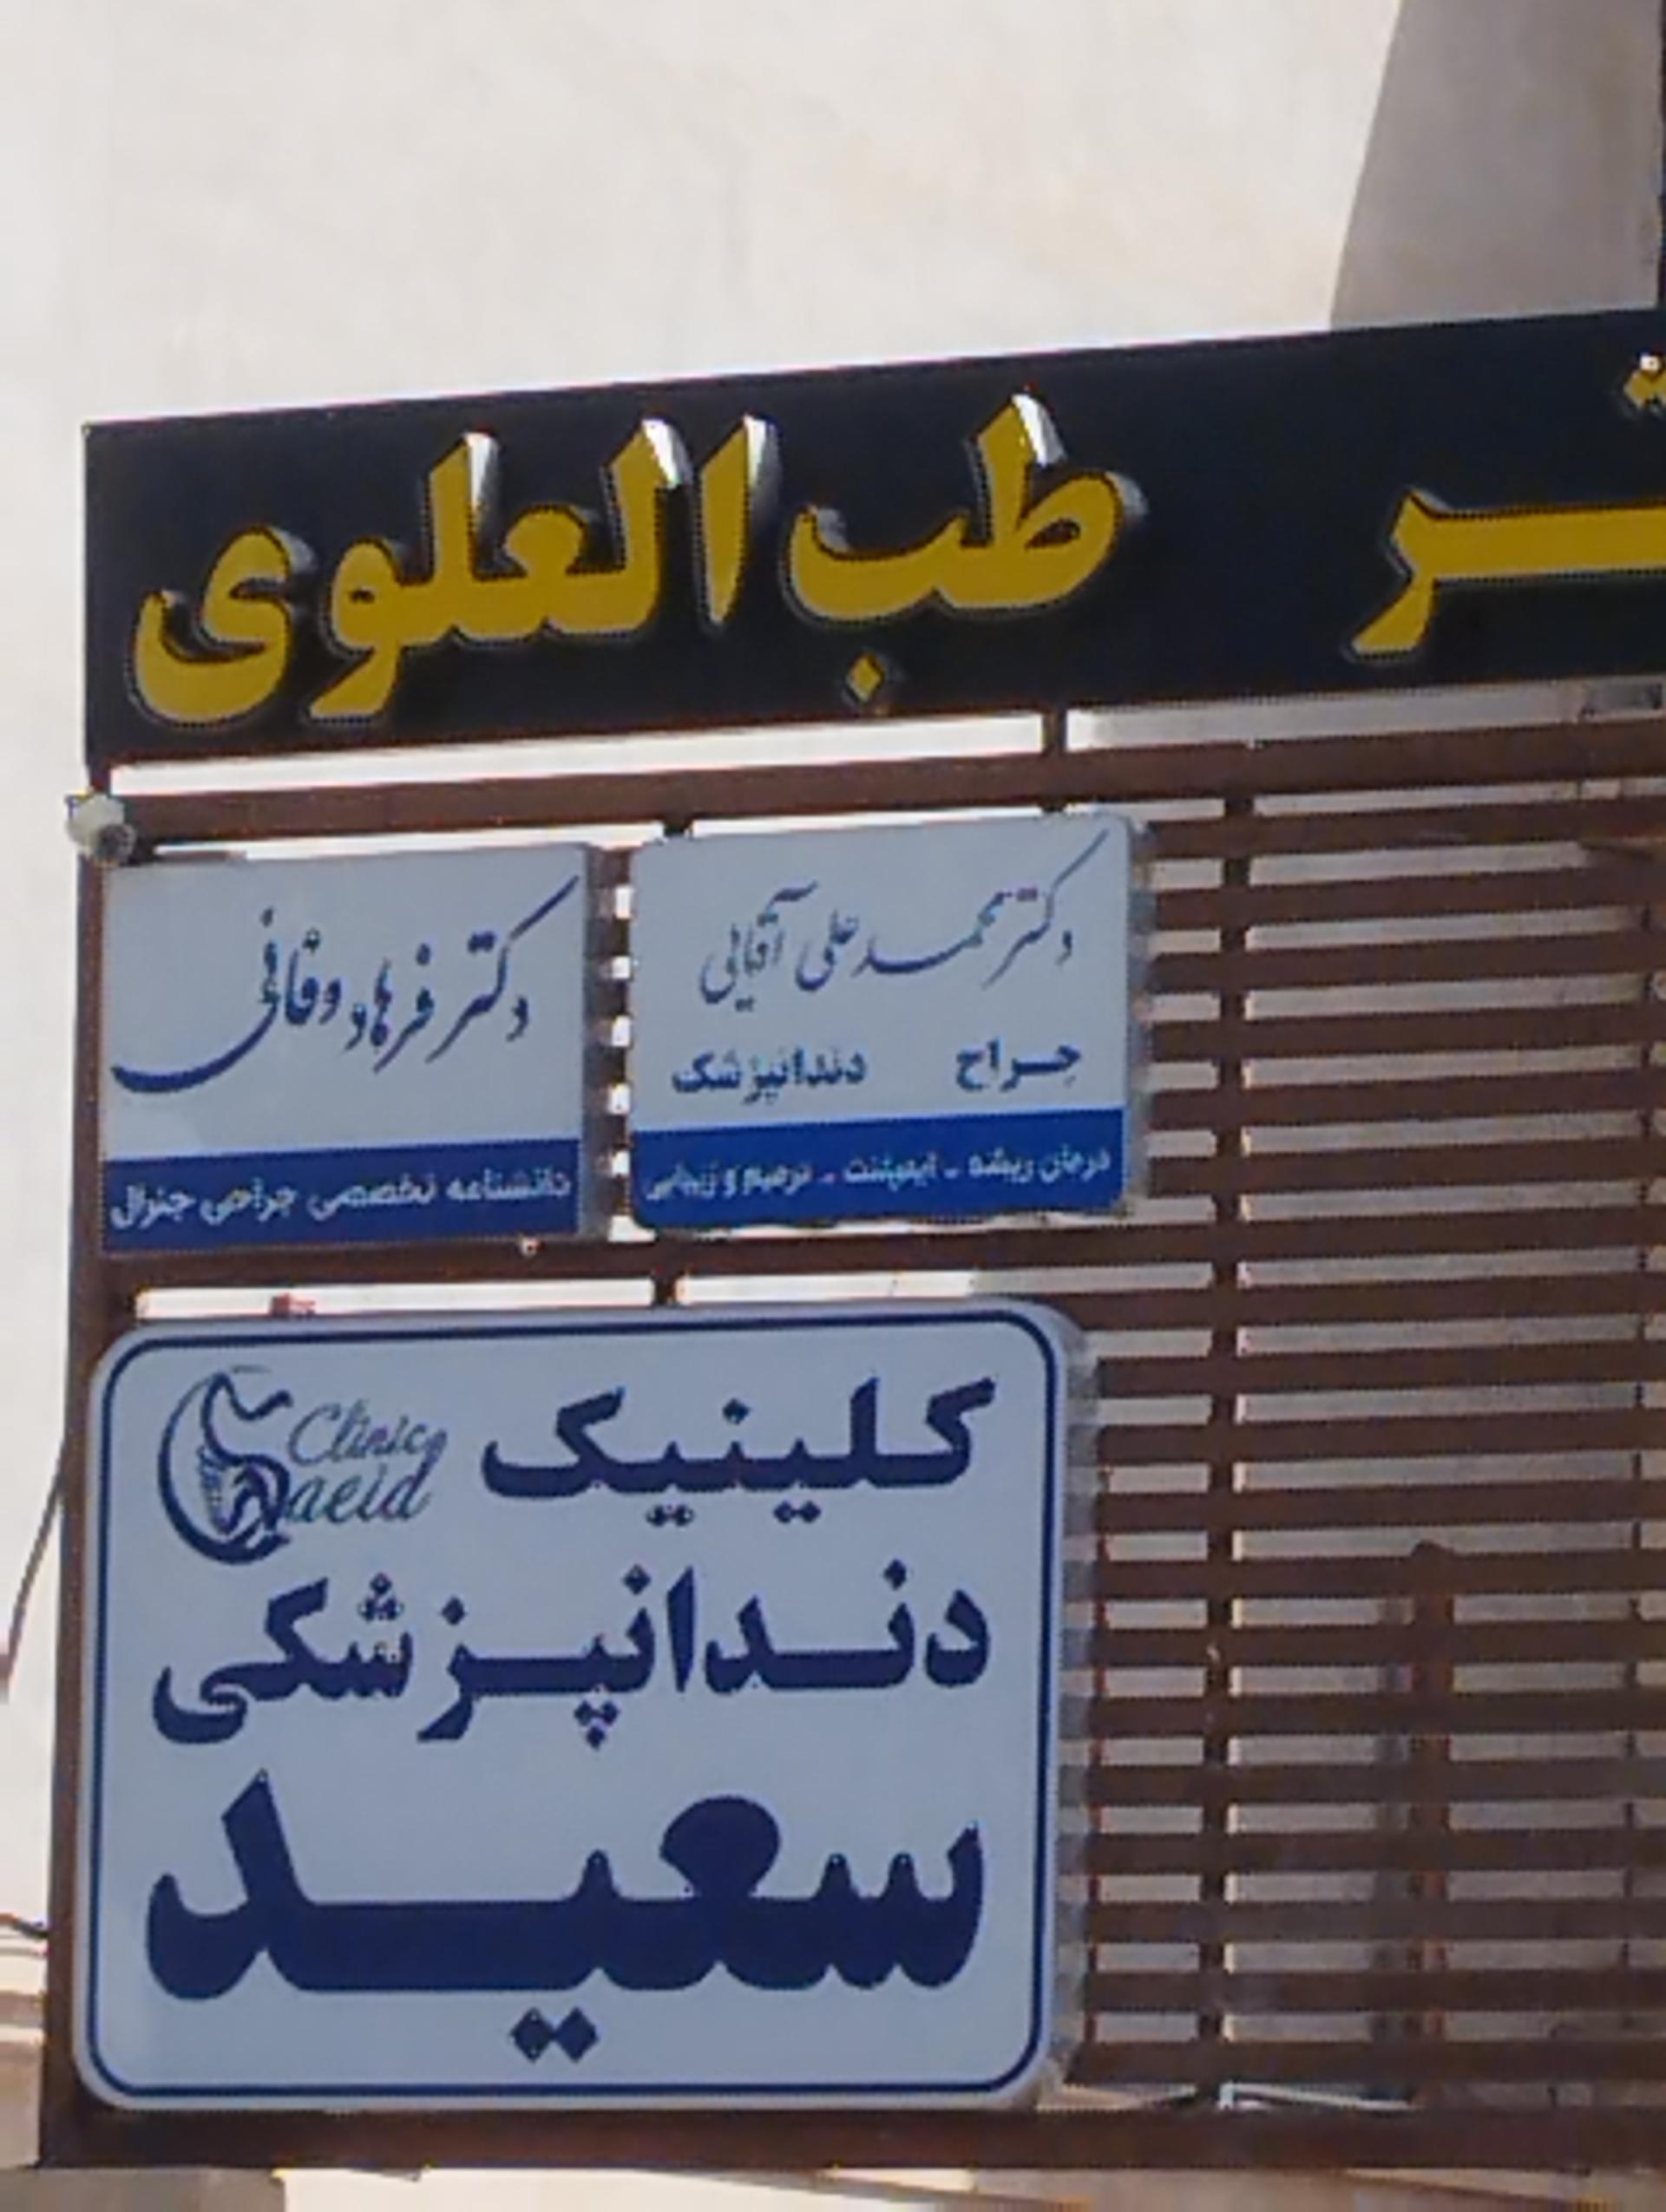 طب العلوی
دکتر محمد علی آقایی
جراح دندانپزشک
درمان ریشه - ایمپلنت - ترمیم و زیبایی
دکتر فرهاد وفائی
دانشنامه تخصصی جراحی جنرال
کلینیک
Clinic
Saeid
دندانپزشکی
سعید